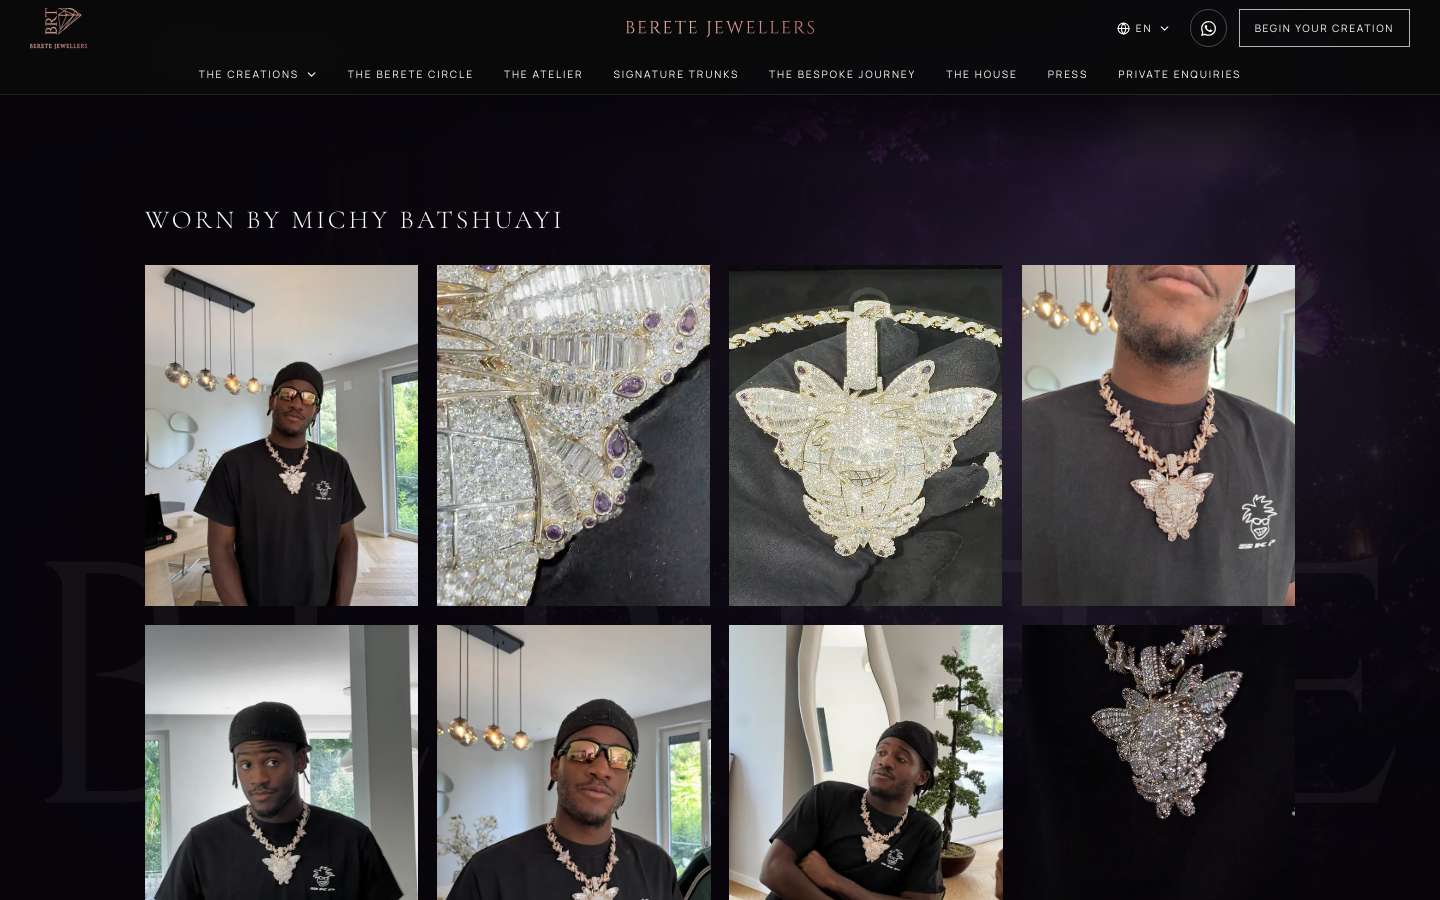 BRT
BERETE JEWELLERS
BERETE JEWELLERS
EN
BEGIN YOUR CREATION
THE CREATIONS
THE BERETE CIRCLE
THE ATELIER
SIGNATURE TRUNKS
THE BESPOKE JOURNEY
THE HOUSE
PRESS
PRIVATE ENQUIRIES
WORN BY MICHY BATSHUAYI